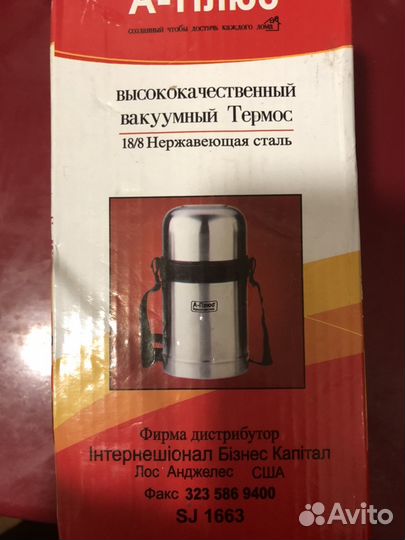 А-Плюс
созданный чтобы достичь каждого дома
высококачественный
вакуумный Термос
18/8 Нержавеющая сталь
А-Плюс
Фирма дистрибутор
Інтернешіонал Бізнес Капітал
Лос Анджелес США
Факс 323 586 9400
SJ 1663
Avito